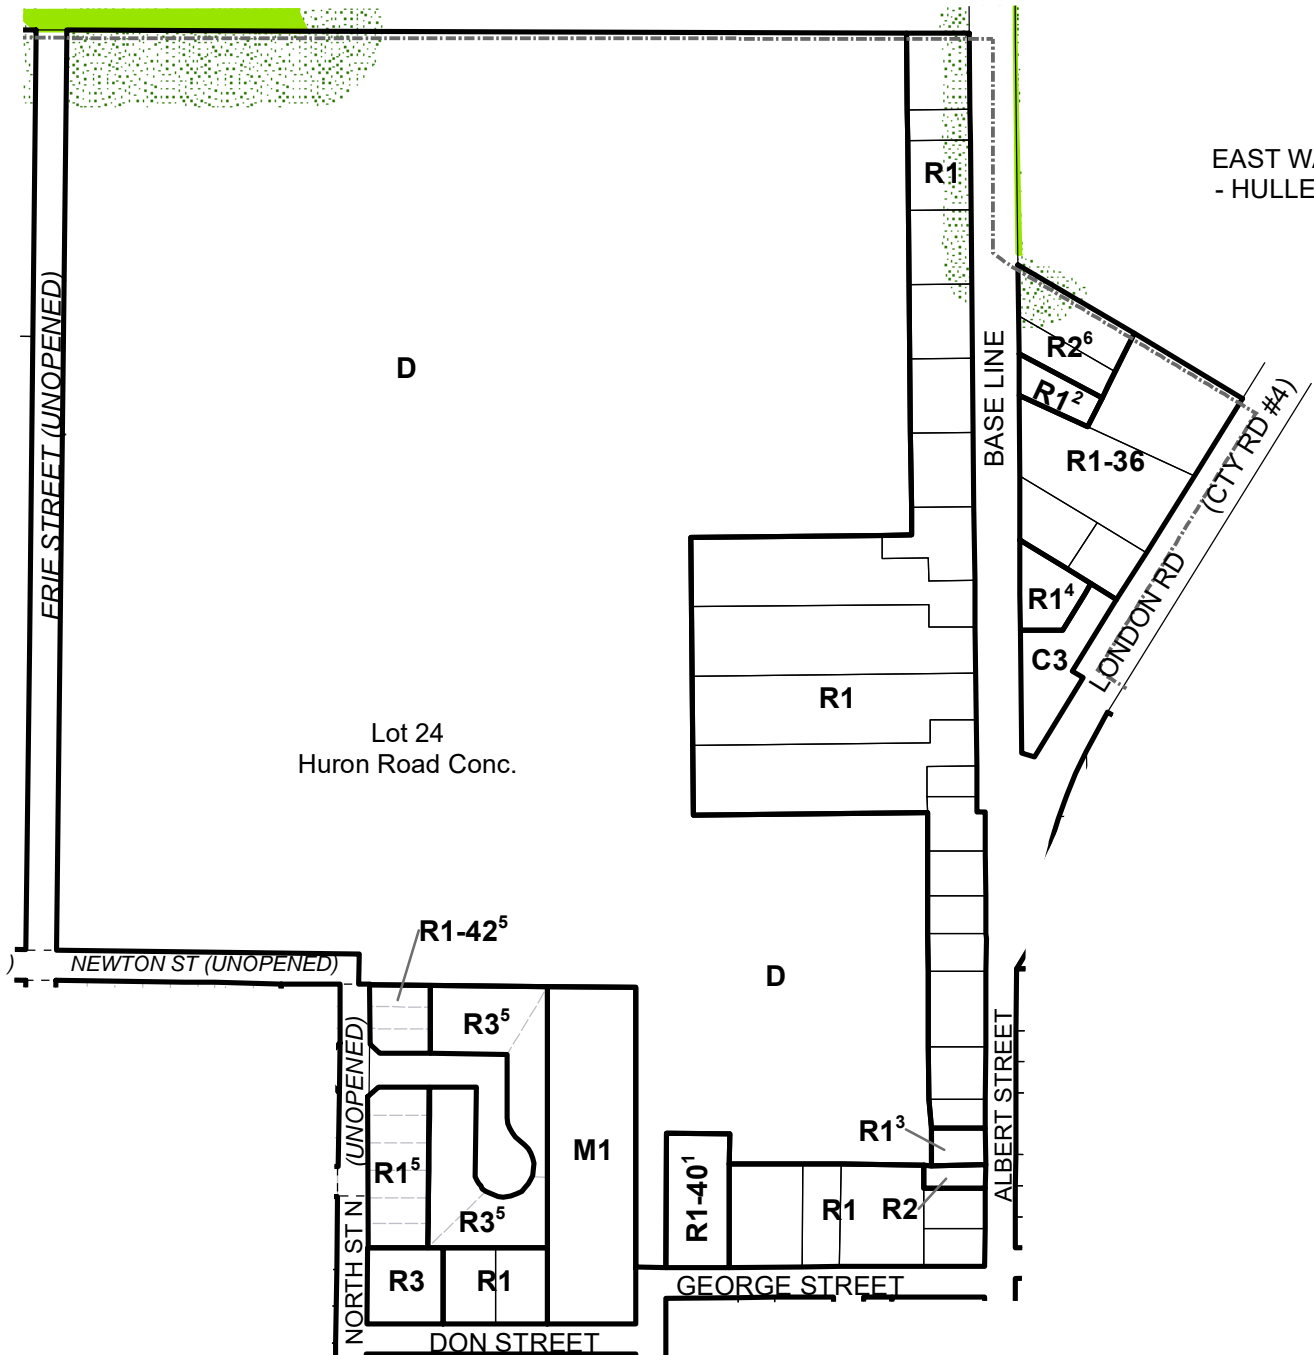 EAST WA
- HULLE
R1
FRIE STREET (UNOPENED)
D
BASE LINE
R2⁶
R1²
R1-36
(CTY RD #4)
LONDON RD
R1⁴
C3
R1
Lot 24
Huron Road Conc.
R1-42⁵
)
NEWTON ST (UNOPENED)
D
R3⁵
(UNOPENED)
ALBERT STREET
R1³
M1
R1⁵
R1-40¹
R1
R2
R3⁵
NORTH ST N
R3
R1
GEORGE STREET
DON STREET